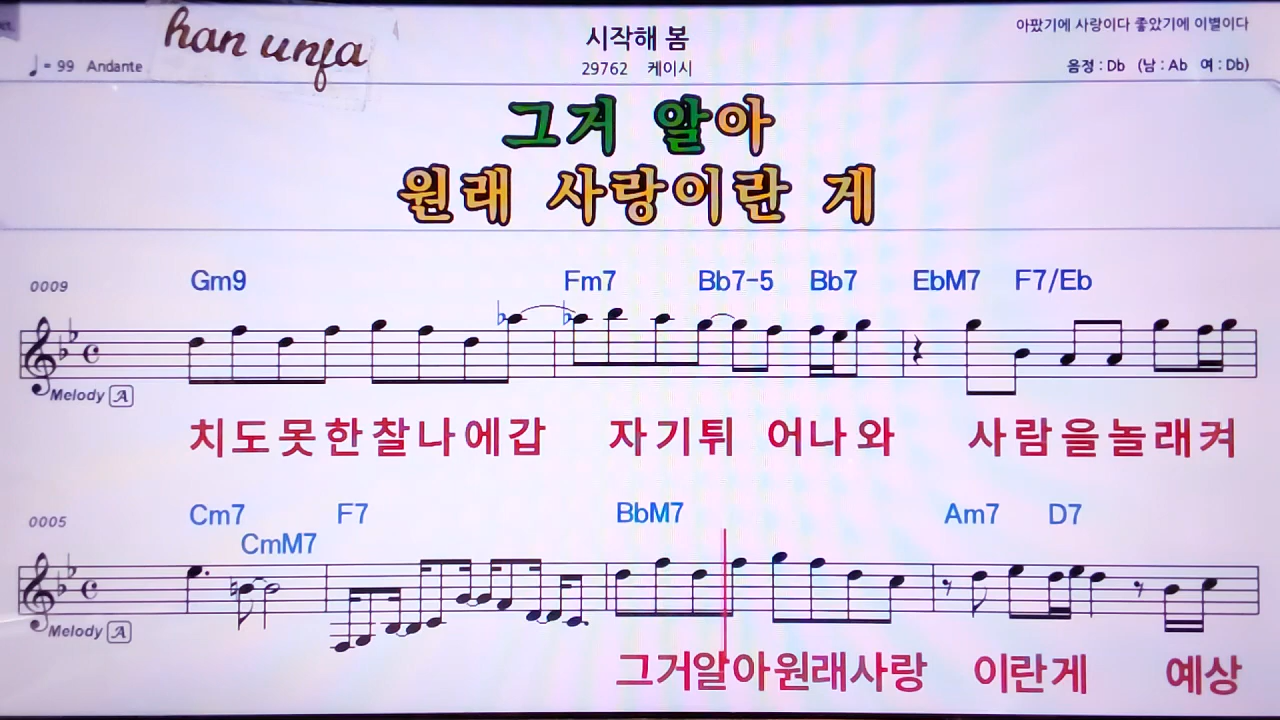 han unfa
시작해 봄
아팠기에 사랑이다 좋았기에 이별이다
♩= 99 Andante
29762 케이시
음정 : Db (남 : Ab 여 : Db)
그거 알아
원래 사랑이란 게
0009
Gm9 Fm7 Bb7-5 Bb7 EbM7 F7/Eb
Melody A
치도못한찰나에갑 자기튀 어나와 사람을놀래켜
0005
Cm7 F7 BbM7 Am7 D7
CmM7
Melody A
그거알아원래사랑 이란게 예상